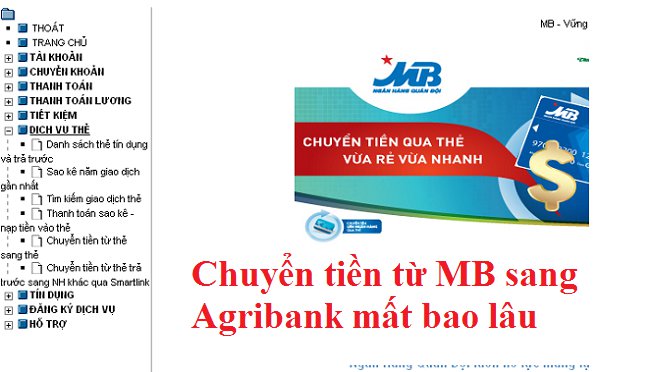 THOÁT
TRANG CHỦ
TÀI KHOẢN
CHUYỂN KHOẢN
THANH TOÁN
THANH TOÁN LƯƠNG
TIẾT KIỆM
DỊCH VỤ THẺ
Danh sách thẻ tín dụng
và trả trước
Sao kê năm giao dịch
gần nhất
Tìm kiếm giao dịch thẻ
Thanh toán sao kê -
nạp tiền vào thẻ
Chuyển tiền từ thẻ
sang thẻ
Chuyển tiền từ thẻ trả
trước sang NH khác qua Smartlink
TÍN DỤNG
ĐĂNG KÝ DỊCH VỤ
HỖ TRỢ
MB - Vững
MB
NGÂN HÀNG QUÂN ĐỘI
CHUYỂN TIỀN QUA THẺ
VỪA RẺ VỪA NHANH
MB
$
Chuyển tiền từ MB sang
Agribank mất bao lâu